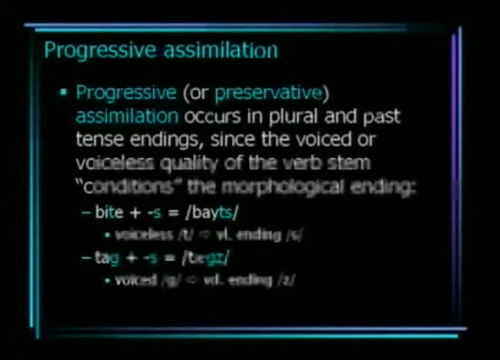 Progressive assimilation
▪ Progressive (or preservative)
assimilation occurs in plural and past
tense endings, since the voiced or
voiceless quality of the verb stem
“conditions” the morphological ending:
– bite + -s = /bayts/
• voiceless /t/ ⇨ vl. ending /s/
– tag + -s = /tægz/
• voiced /g/ ⇨ vd. ending /z/